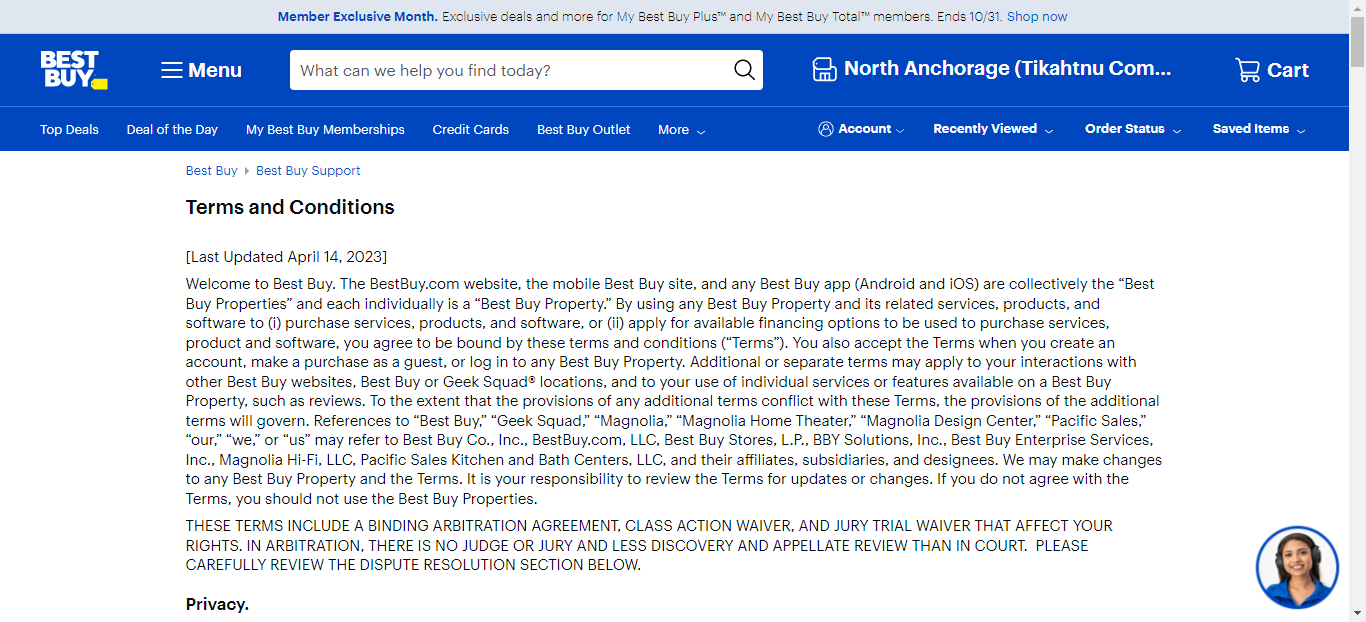 Member Exclusive Month. Exclusive deals and more for My Best Buy Plus™ and My Best Buy Total™ members. Ends 10/31. Shop now
BEST
BUY
Menu
What can we help you find today?
North Anchorage (Tikahtnu Com...
Cart
Top Deals
Deal of the Day
My Best Buy Memberships
Credit Cards
Best Buy Outlet
More
Account
Recently Viewed
Order Status
Saved Items
Best Buy
Best Buy Support
Terms and Conditions
[Last Updated April 14, 2023]
Welcome to Best Buy. The BestBuy.com website, the mobile Best Buy site, and any Best Buy app (Android and iOS) are collectively the “Best
Buy Properties” and each individually is a “Best Buy Property.” By using any Best Buy Property and its related services, products, and
software to (i) purchase services, products, and software, or (ii) apply for available financing options to be used to purchase services,
product and software, you agree to be bound by these terms and conditions (“Terms”). You also accept the Terms when you create an
account, make a purchase as a guest, or log in to any Best Buy Property. Additional or separate terms may apply to your interactions with
other Best Buy websites, Best Buy or Geek Squad® locations, and to your use of individual services or features available on a Best Buy
Property, such as reviews. To the extent that the provisions of any additional terms conflict with these Terms, the provisions of the additional
terms will govern. References to “Best Buy,” “Geek Squad,” “Magnolia,” “Magnolia Home Theater,” “Magnolia Design Center,” “Pacific Sales,”
“our,” “we,” or “us” may refer to Best Buy Co., Inc., BestBuy.com, LLC, Best Buy Stores, L.P., BBY Solutions, Inc., Best Buy Enterprise Services,
Inc., Magnolia Hi-Fi, LLC, Pacific Sales Kitchen and Bath Centers, LLC, and their affiliates, subsidiaries, and designees. We may make changes
to any Best Buy Property and the Terms. It is your responsibility to review the Terms for updates or changes. If you do not agree with the
Terms, you should not use the Best Buy Properties.
THESE TERMS INCLUDE A BINDING ARBITRATION AGREEMENT, CLASS ACTION WAIVER, AND JURY TRIAL WAIVER THAT AFFECT YOUR
RIGHTS. IN ARBITRATION, THERE IS NO JUDGE OR JURY AND LESS DISCOVERY AND APPELLATE REVIEW THAN IN COURT.  PLEASE
CAREFULLY REVIEW THE DISPUTE RESOLUTION SECTION BELOW.
Privacy.